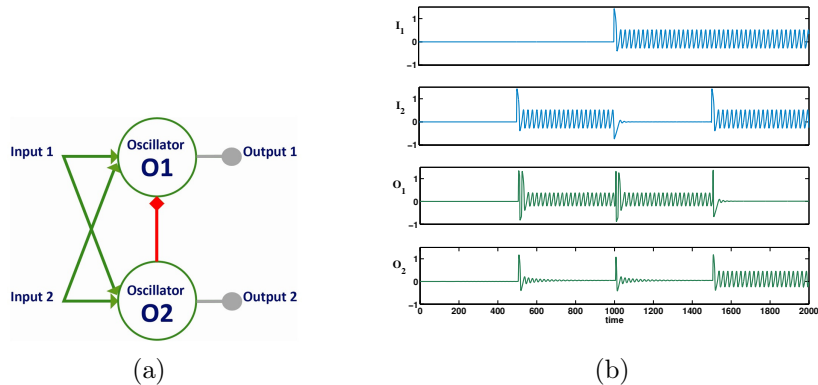 Input 1
Oscillator
O1
Output 1
Input 2
Oscillator
O2
Output 2
(a)
I1
1
0
−1
I2
1
0
−1
O1
1
0
−1
O2
1
0
−1
0 200 400 600 800 1000 1200 1400 1600 1800 2000
time
(b)